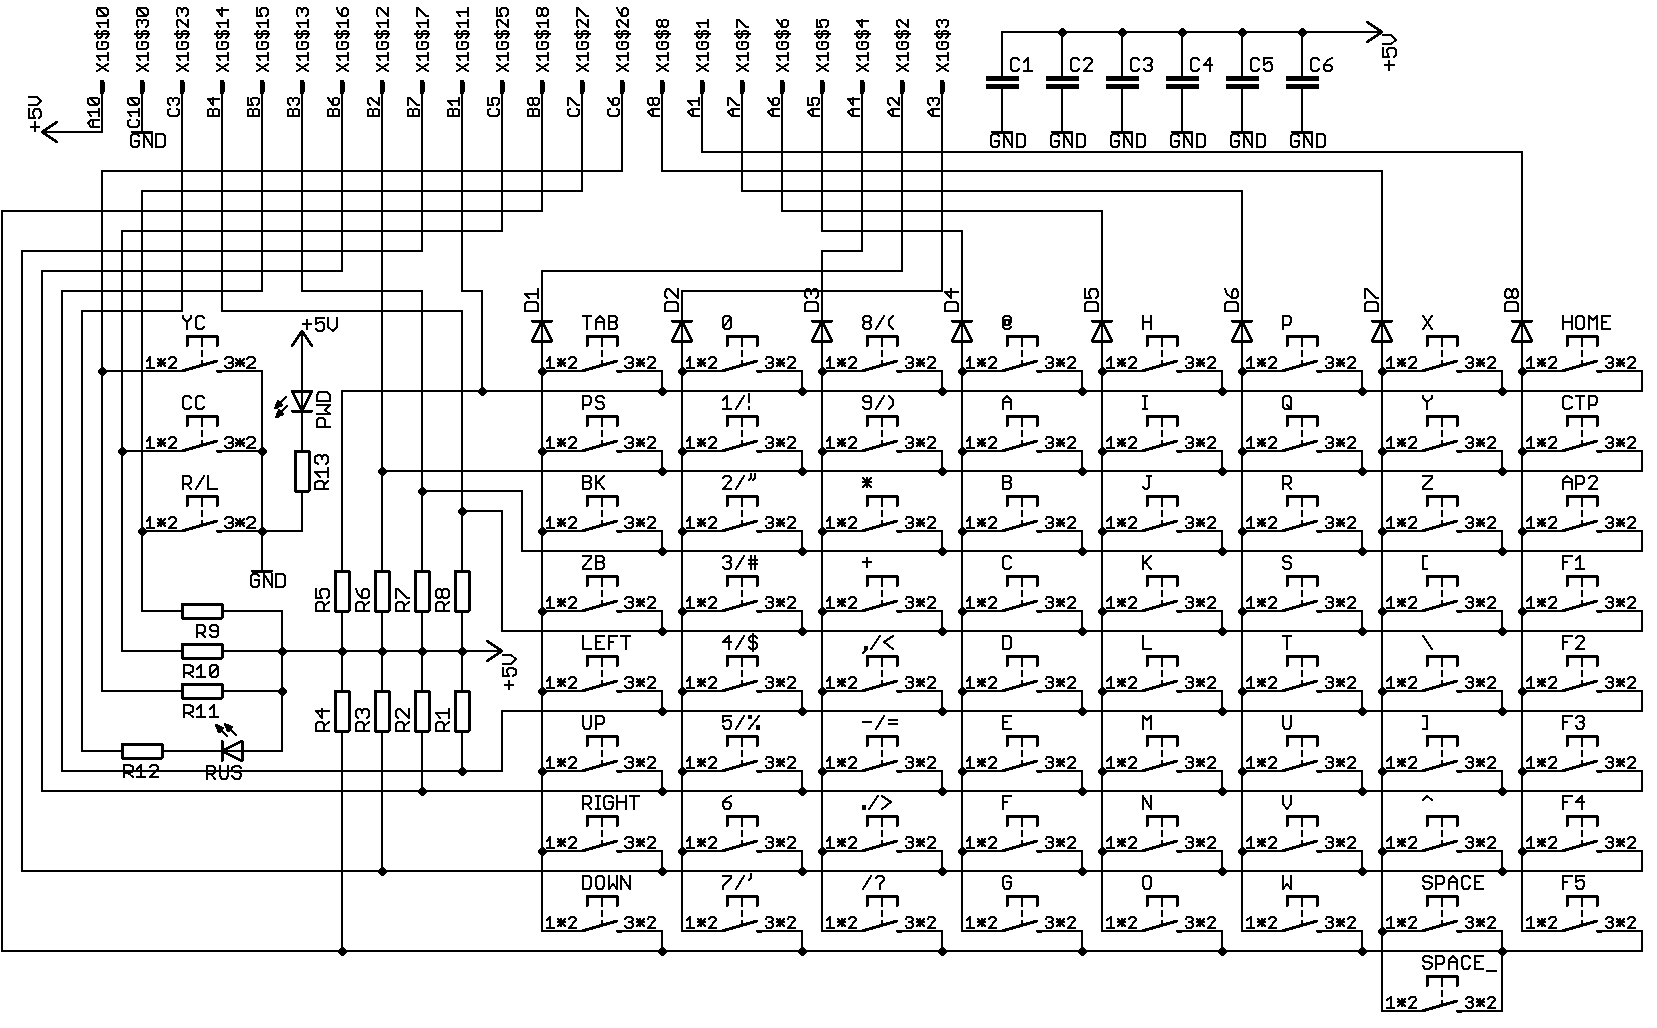 X1G$10 X1G$30 X1G$23 X1G$14 X1G$15 X1G$13 X1G$16 X1G$12 X1G$17 X1G$11 X1G$25 X1G$18 X1G$27 X1G$26 X1G$8 X1G$1 X1G$7 X1G$6 X1G$5 X1G$4 X1G$2 X1G$3
+5V
C1 C2 C3 C4 C5 C6
+5V A10 C10 C3 B4 B5 B3 B6 B2 B7 B1 C5 B8 C7 C6 A8 A1 A7 A6 A5 A4 A2 A3
GND GND GND GND GND GND GND
D1 D2 D3 D4 D5 D6 D7 D8
YC +5V TAB 0 8/( @ H P X HOME
1*2 3*2 1*2 3*2 1*2 3*2 1*2 3*2 1*2 3*2 1*2 3*2 1*2 3*2 1*2 3*2 1*2 3*2
CC PWD PS 1/! 9/) A I Q Y CTP
1*2 3*2 1*2 3*2 1*2 3*2 1*2 3*2 1*2 3*2 1*2 3*2 1*2 3*2 1*2 3*2 1*2 3*2
R/L R13 BK 2/" * B J R Z AP2
1*2 3*2 1*2 3*2 1*2 3*2 1*2 3*2 1*2 3*2 1*2 3*2 1*2 3*2 1*2 3*2 1*2 3*2
GND ZB 3/# + C K S [ F1
R5 R6 R7 R8 1*2 3*2 1*2 3*2 1*2 3*2 1*2 3*2 1*2 3*2 1*2 3*2 1*2 3*2 1*2 3*2
R9
LEFT 4/$ ,/< D L T \ F2
R10 +5V
1*2 3*2 1*2 3*2 1*2 3*2 1*2 3*2 1*2 3*2 1*2 3*2 1*2 3*2 1*2 3*2
R11 R4 R3 R2 R1
UP 5/% -/= E M U ] F3
R12 RUS 1*2 3*2 1*2 3*2 1*2 3*2 1*2 3*2 1*2 3*2 1*2 3*2 1*2 3*2 1*2 3*2
RIGHT 6 ./> F N V ^ F4
1*2 3*2 1*2 3*2 1*2 3*2 1*2 3*2 1*2 3*2 1*2 3*2 1*2 3*2 1*2 3*2
DOWN 7/' /? G O W SPACE F5
1*2 3*2 1*2 3*2 1*2 3*2 1*2 3*2 1*2 3*2 1*2 3*2 1*2 3*2 1*2 3*2
SPACE_
1*2 3*2